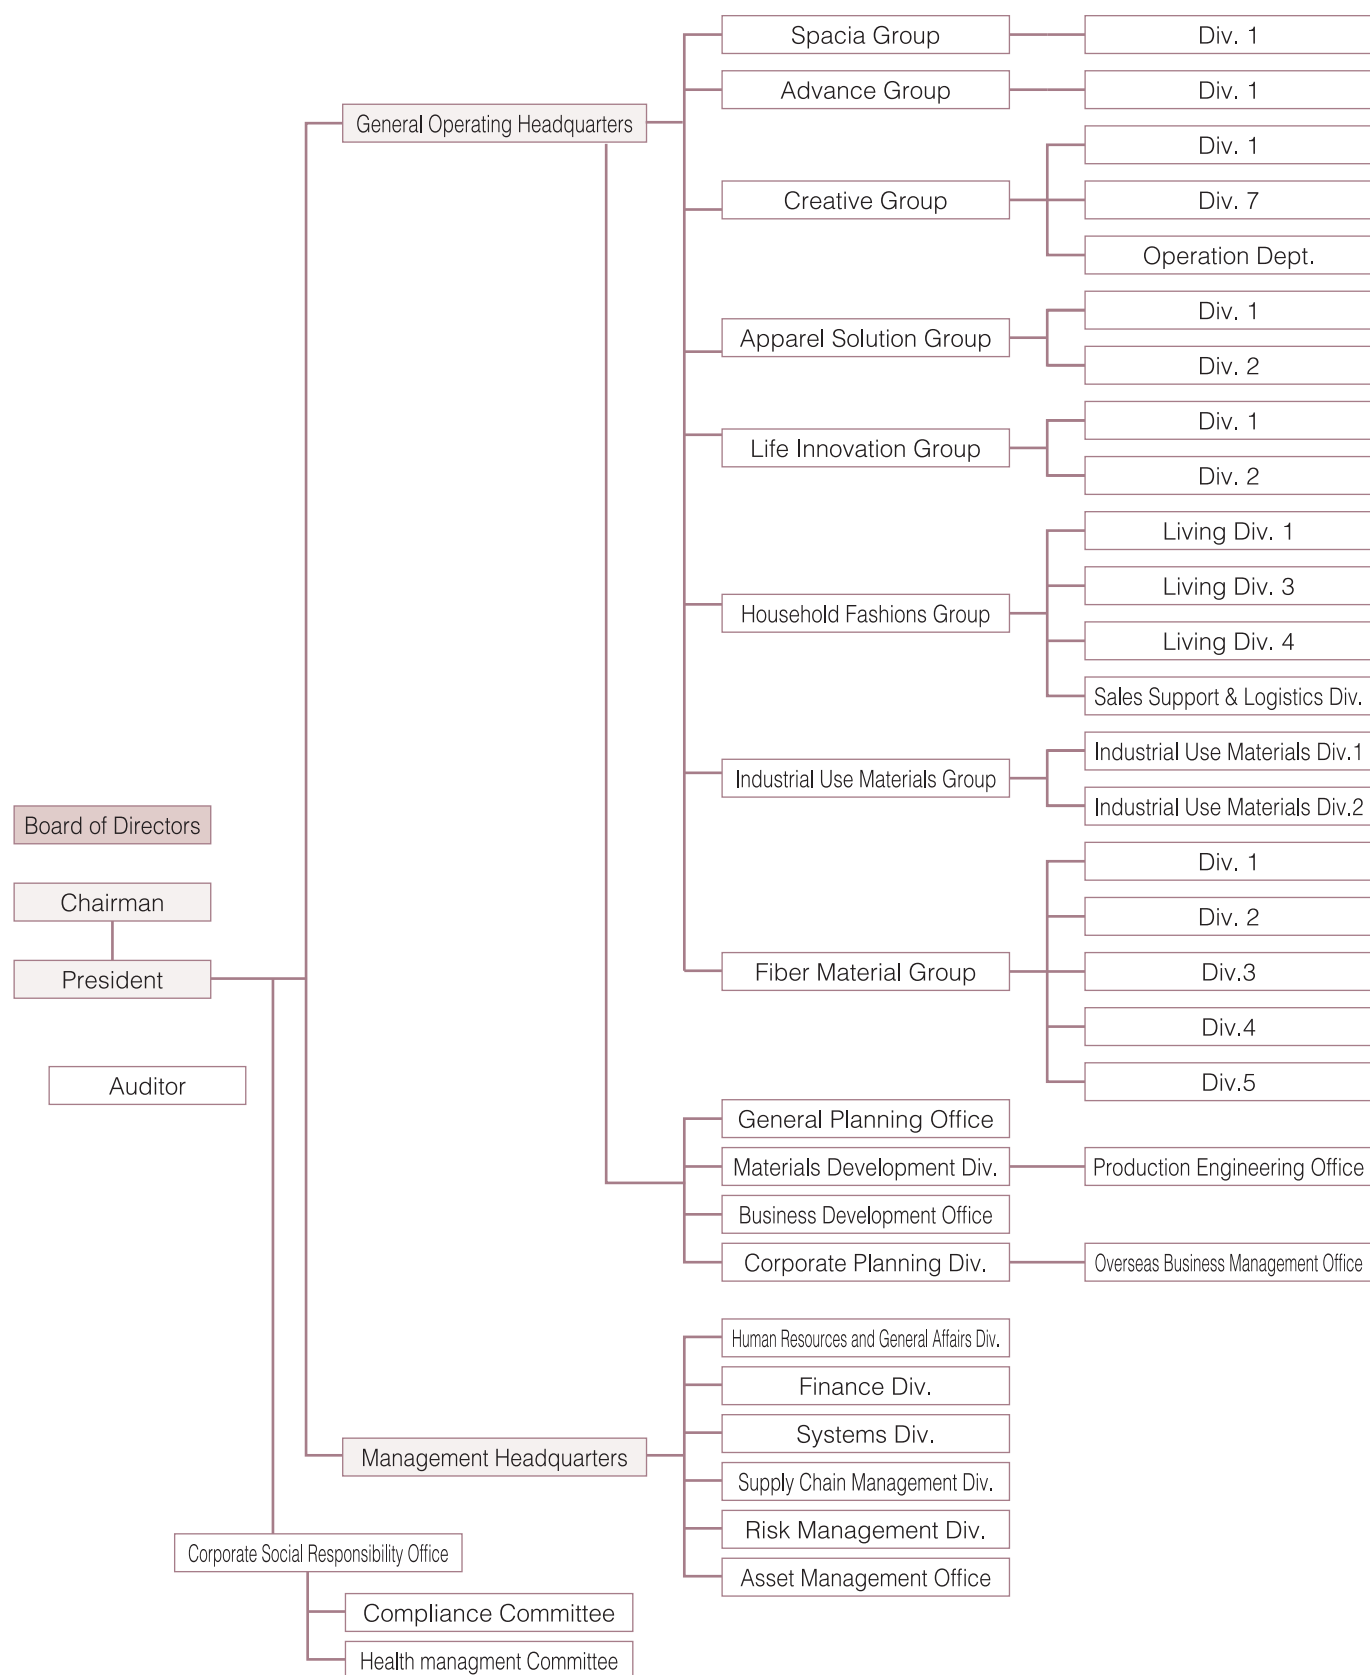 Spacia Group
Div. 1
Advance Group
Div. 1
General Operating Headquarters
Div. 1
Creative Group
Div. 7
Operation Dept.
Apparel Solution Group
Div. 1
Div. 2
Life Innovation Group
Div. 1
Div. 2
Household Fashions Group
Living Div. 1
Living Div. 3
Living Div. 4
Sales Support & Logistics Div.
Industrial Use Materials Group
Industrial Use Materials Div.1
Industrial Use Materials Div.2
Board of Directors
Chairman
President
Auditor
Fiber Material Group
Div. 1
Div. 2
Div.3
Div.4
Div.5
General Planning Office
Materials Development Div.
Production Engineering Office
Business Development Office
Corporate Planning Div.
Overseas Business Management Office
Management Headquarters
Human Resources and General Affairs Div.
Finance Div.
Systems Div.
Supply Chain Management Div.
Risk Management Div.
Asset Management Office
Corporate Social Responsibility Office
Compliance Committee
Health managment Committee